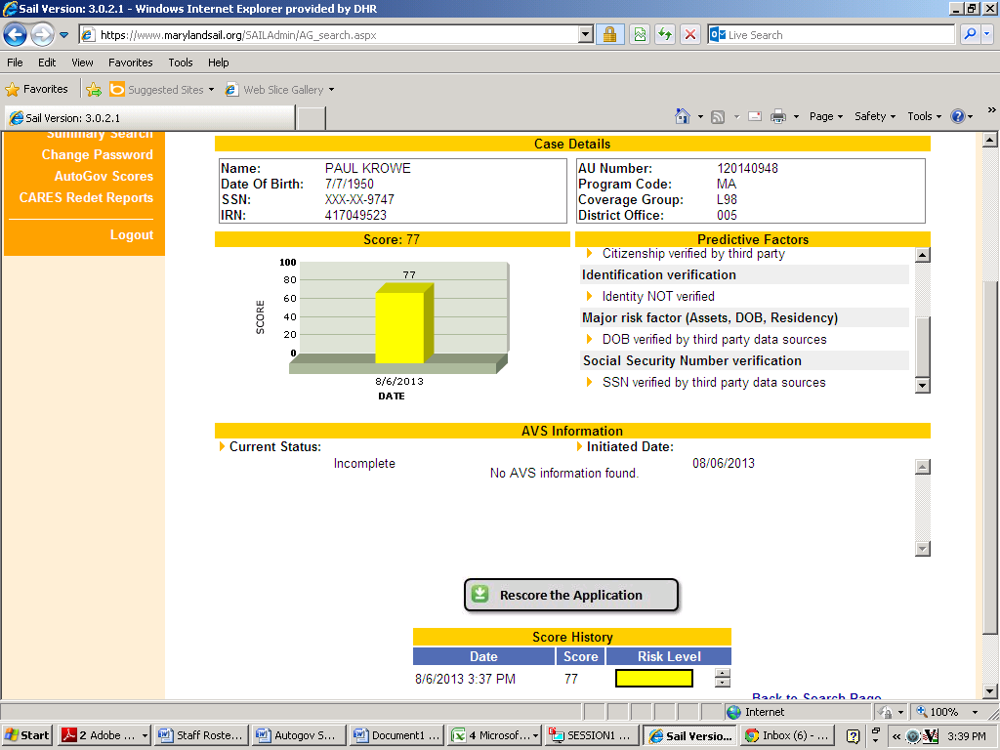 Sail Version: 3.0.2.1 - Windows Internet Explorer provided by DHR
https://www.marylandsail.org/SAILAdmin/AG_search.aspx
Live Search
File Edit View Favorites Tools Help
Favorites Suggested Sites Web Slice Gallery
Sail Version: 3.0.2.1
Page Safety Tools »
Summary Search
Change Password
AutoGov Scores
CARES Redet Reports
Logout
Case Details
Name: PAUL KROWE AU Number: 120140948
Date Of Birth: 7/7/1950 Program Code: MA
SSN: XXX-XX-9747 Coverage Group: L98
IRN: 417049523 District Office: 005
Score: 77 Predictive Factors
Citizenship verified by third party
Identification verification
Identity NOT verified
Major risk factor (Assets, DOB, Residency)
DOB verified by third party data sources
Social Security Number verification
SSN verified by third party data sources
100
80
60
40
20
0
SCORE
77
8/6/2013
DATE
AVS Information
Current Status: Initiated Date:
Incomplete 08/06/2013
No AVS information found.
Rescore the Application
Score History
Date Score Risk Level
8/6/2013 3:37 PM 77
Back to Search Page
Internet 100%
Start 2 Adobe ... Staff Roste... Autogov S... Document1 ... 4 Microsof... SESSION1 ... Sail Versio... Inbox (6) - ... « 3:39 PM